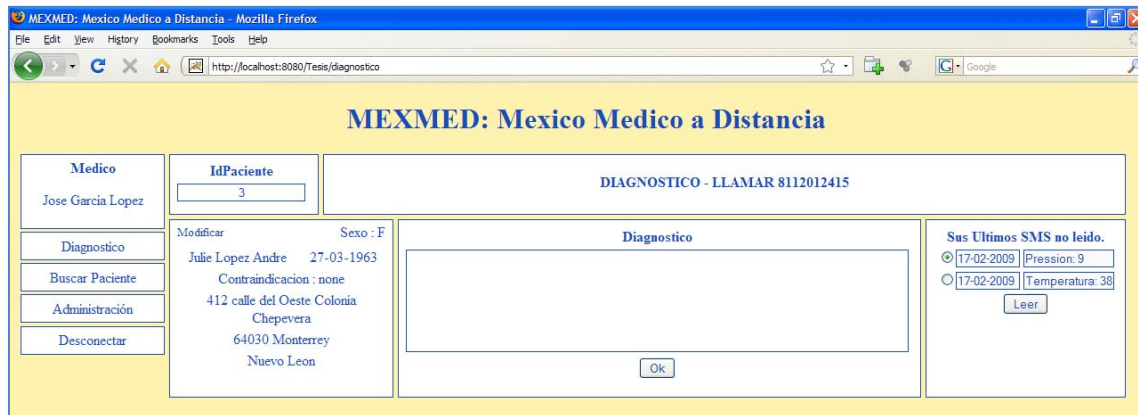 MEXMED: Mexico Medico a Distancia - Mozilla Firefox
File Edit View History Bookmarks Tools Help
http://localhost:8080/Tesis/diagnostico
G Google
MEXMED: Mexico Medico a Distancia
Medico
Jose Garcia Lopez
IdPaciente
3
DIAGNOSTICO - LLAMAR 8112012415
Diagnostico
Buscar Paciente
Administración
Desconectar
Modificar Sexo : F
Julie Lopez Andre 27-03-1963
Contraindicacion : none
412 calle del Oeste Colonia
Chepevera
64030 Monterrey
Nuevo Leon
Diagnostico
Ok
Sus Ultimos SMS no leido.
17-02-2009 Pression: 9
17-02-2009 Temperatura: 38
Leer